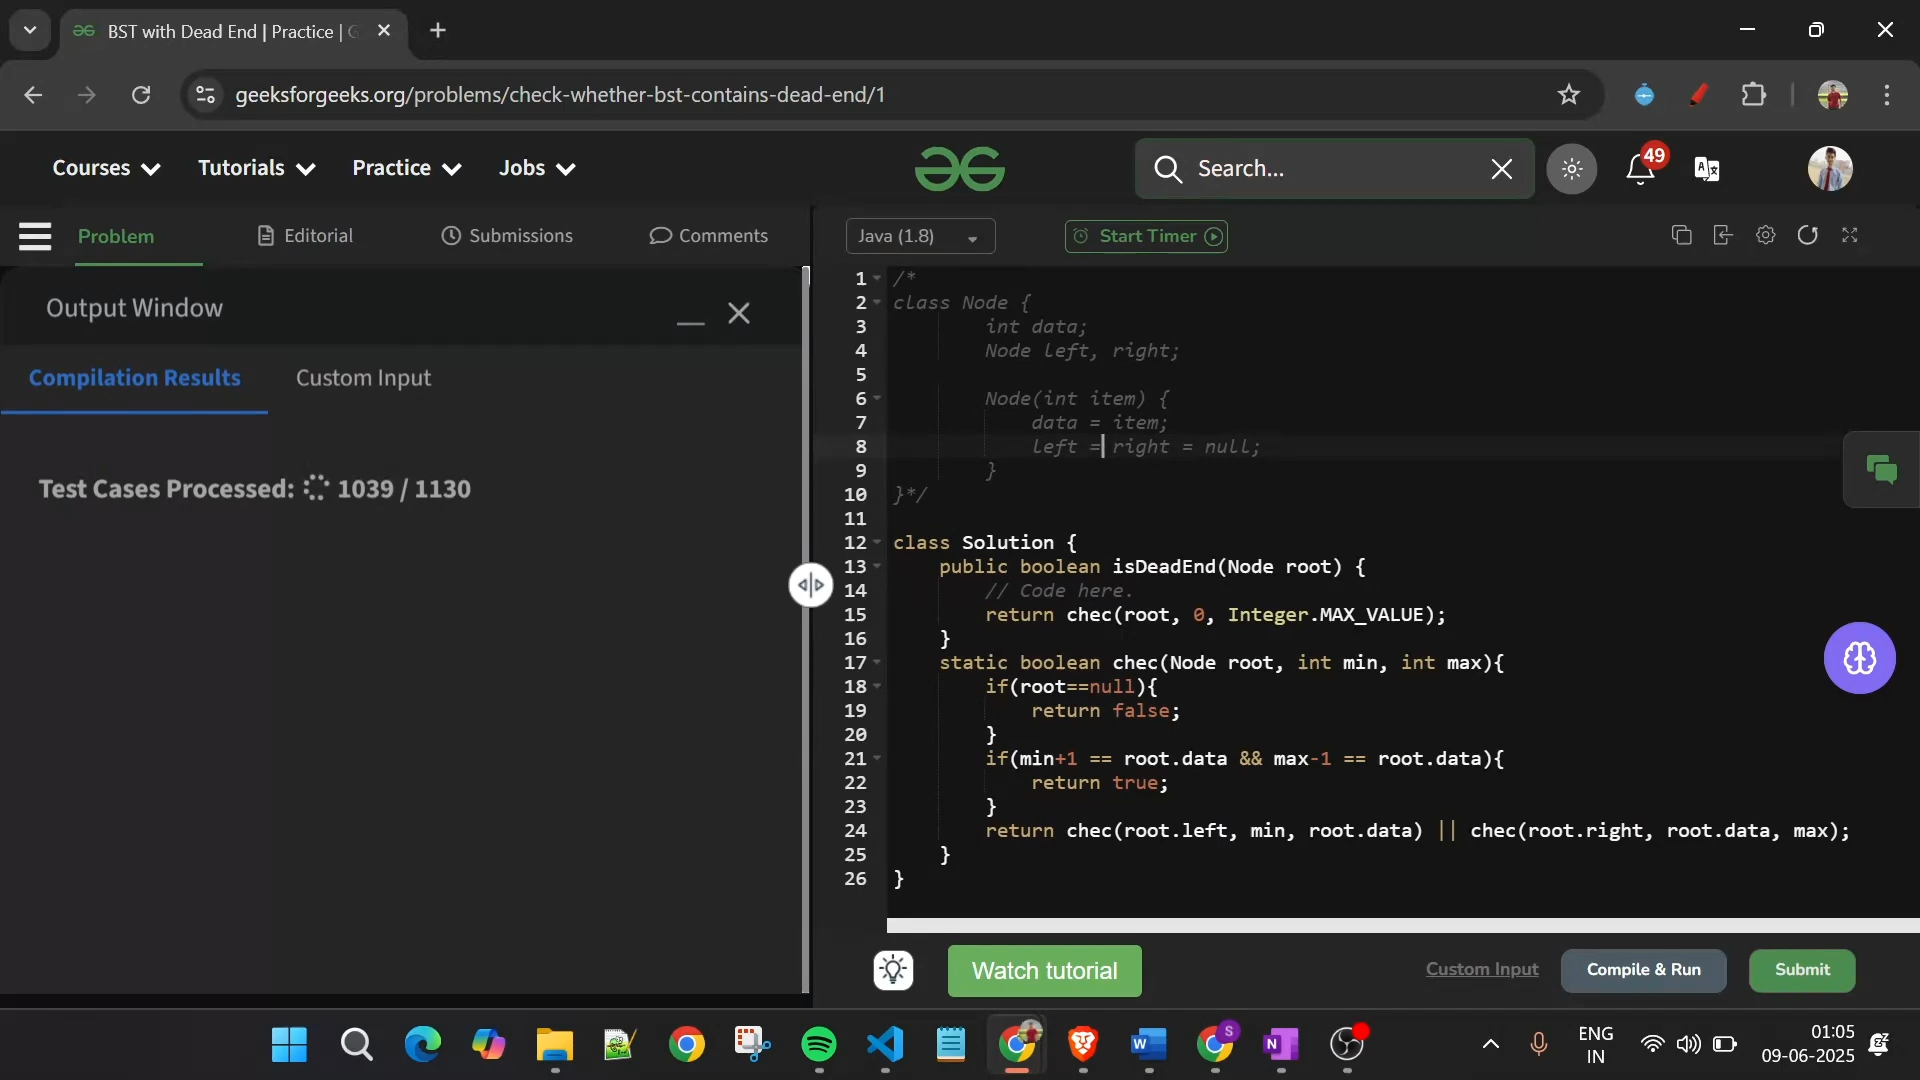 BST with Dead End | Practice | G
geeksforgeeks.org/problems/check-whether-bst-contains-dead-end/1
Courses
Tutorials
Practice
Jobs
Search...
49
Problem
Editorial
Submissions
Comments
Java (1.8)
Start Timer
Output Window
Compilation Results
Custom Input
Test Cases Processed: 1039 / 1130
1 /*
2 class Node {
3 int data;
4 Node left, right;
5
6 Node(int item) {
7 data = item;
8 left = right = null;
9 }
10 }*/
11
12 class Solution {
13 public boolean isDeadEnd(Node root) {
14 // Code here.
15 return chec(root, 0, Integer.MAX_VALUE);
16 }
17 static boolean chec(Node root, int min, int max){
18 if(root==null){
19 return false;
20 }
21 if(min+1 == root.data && max-1 == root.data){
22 return true;
23 }
24 return chec(root.left, min, root.data) || chec(root.right, root.data, max);
25 }
26 }
Watch tutorial
Custom Input
Compile & Run
Submit
S
W
N
ENG
IN
01:05
09-06-2025